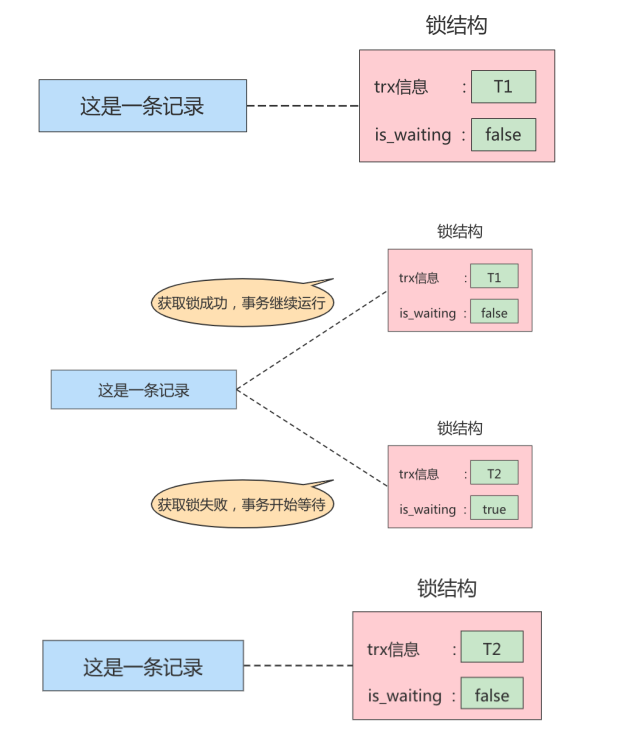 锁结构
trx信息 : T1
这是一条记录
is_waiting : false
锁结构
trx信息 : T1
获取锁成功，事务继续运行
is_waiting : false
这是一条记录
锁结构
trx信息 : T2
获取锁失败，事务开始等待
is_waiting : true
锁结构
trx信息 : T2
这是一条记录
is_waiting : false